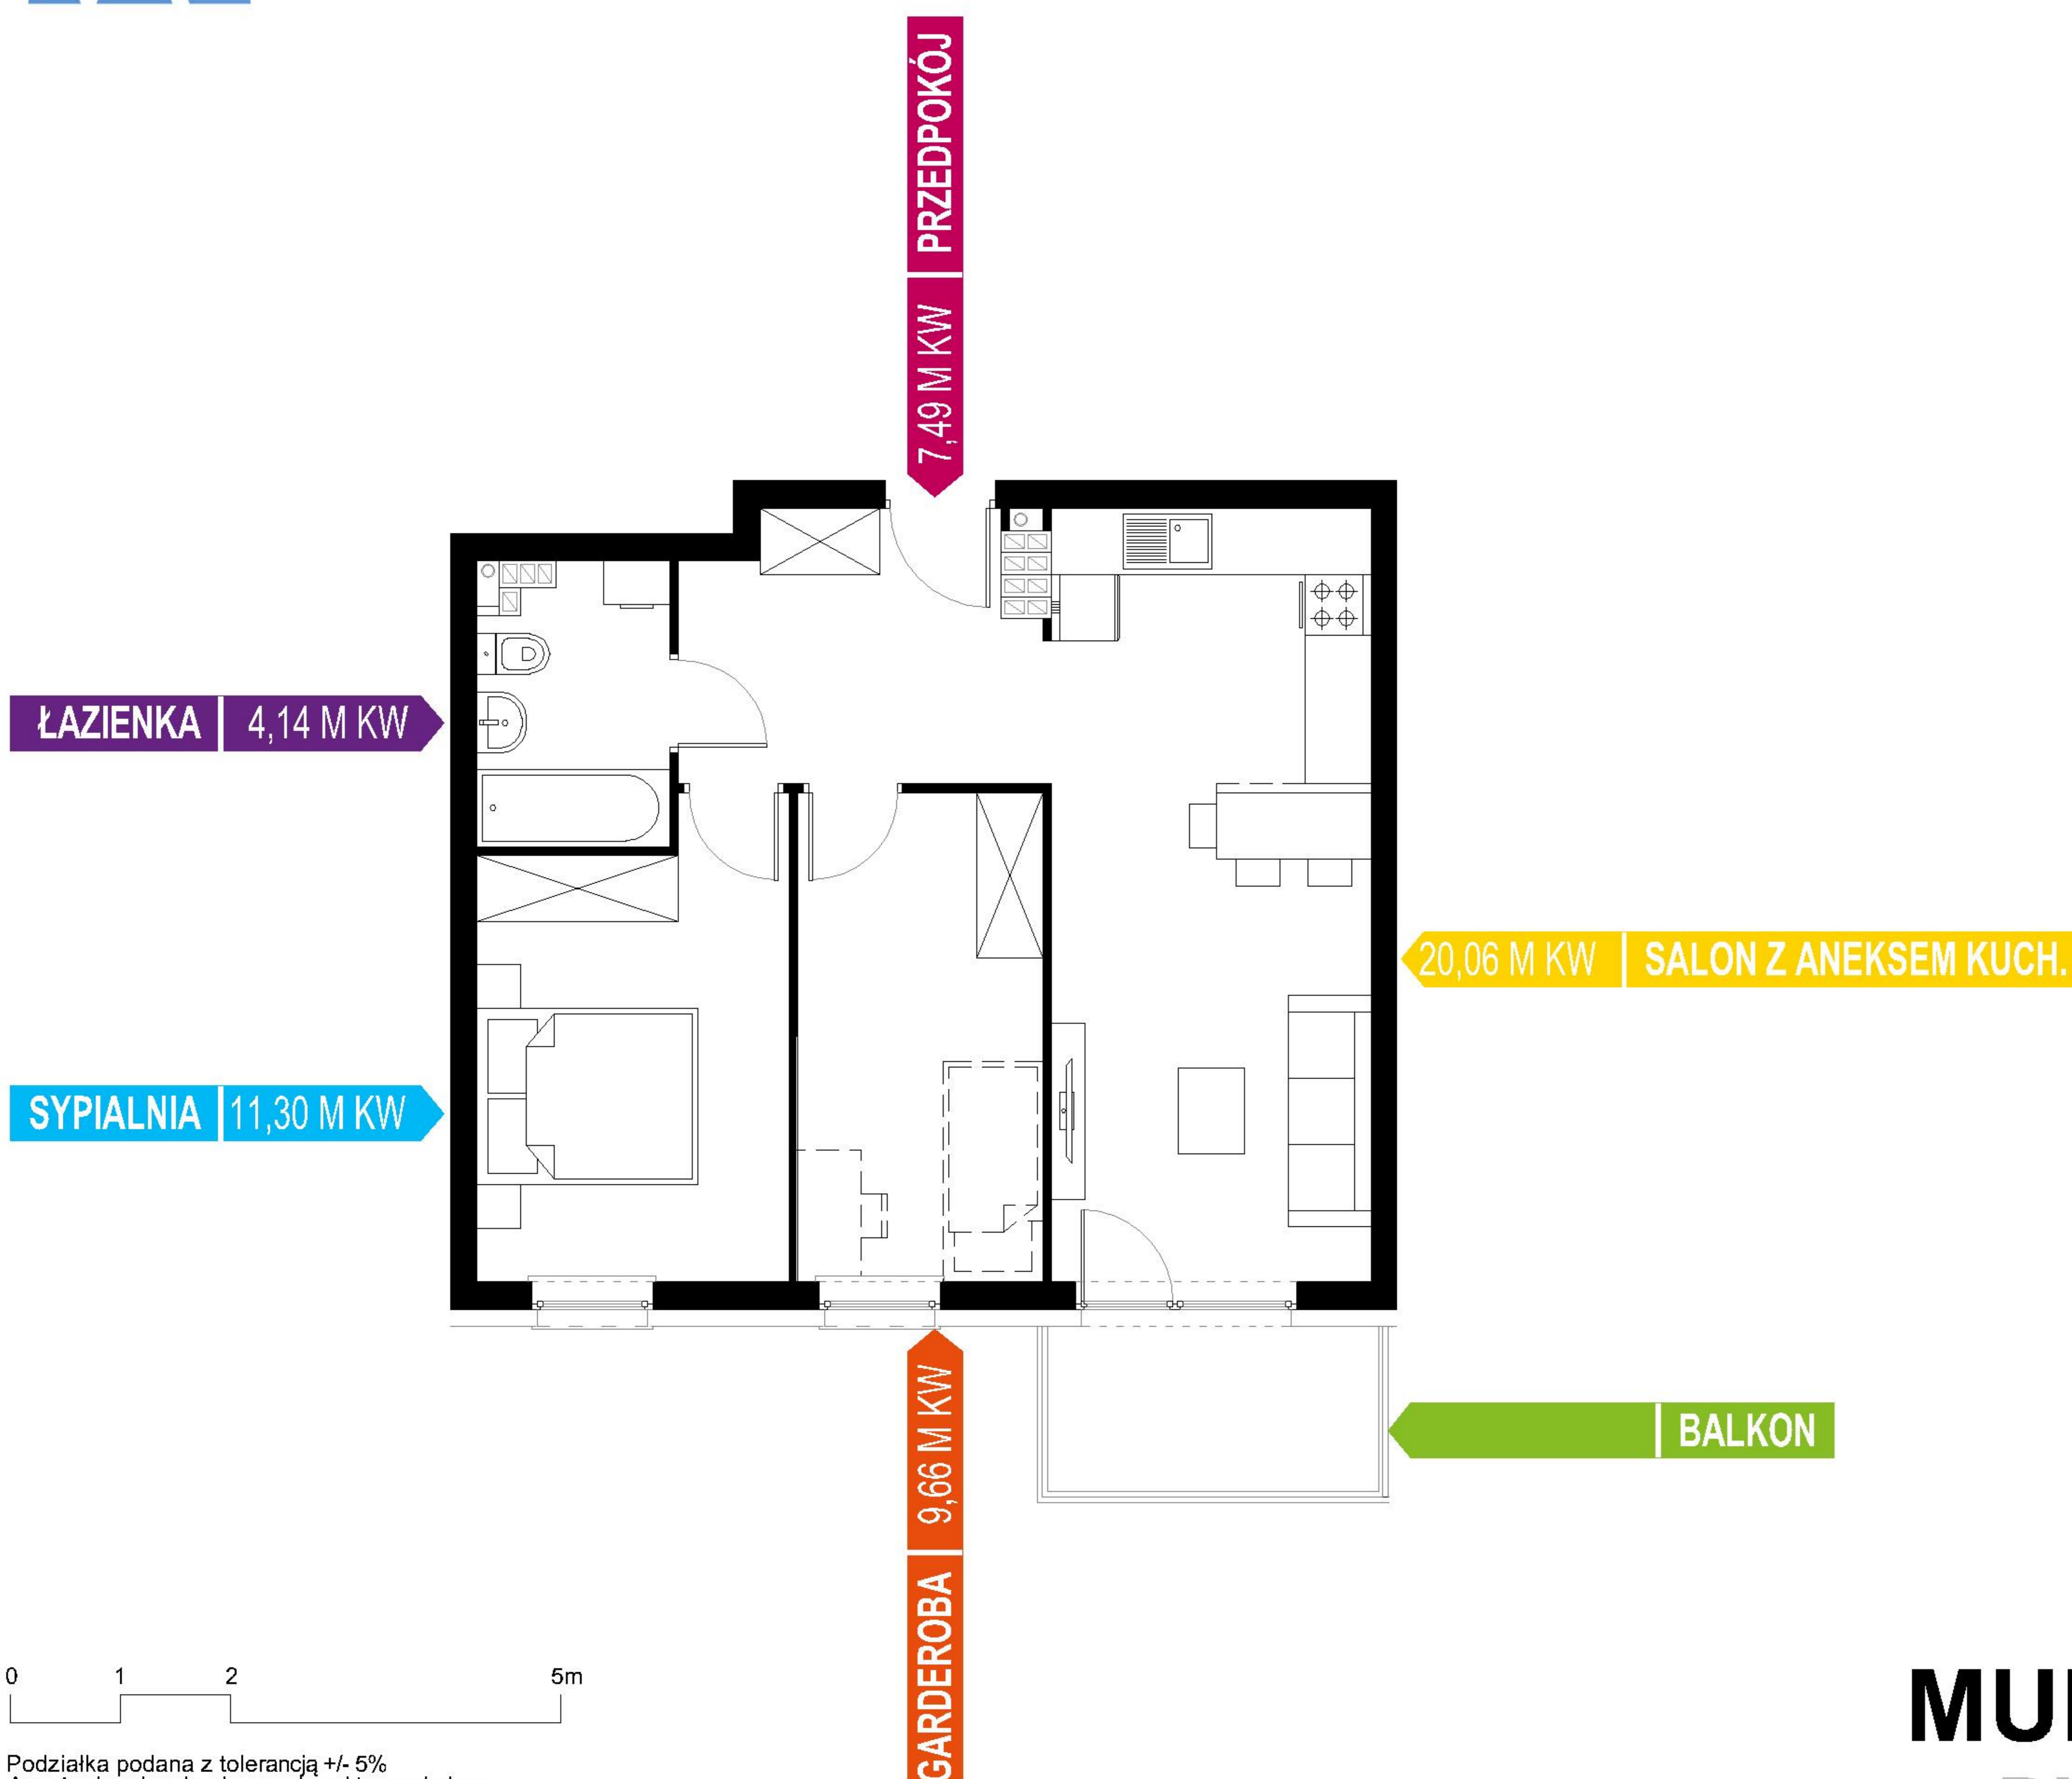 PRZEDPOKÓJ
7,49 M KW
ŁAZIENKA 4,14 M KW
20,06 M KW SALON Z ANEKSEM KUCH.
SYPIALNIA 11,30 M KW
BALKON
GARDEROBA 9,66 M KW
0 1 2 5m
Podziałka podana z tolerancją +/- 5%